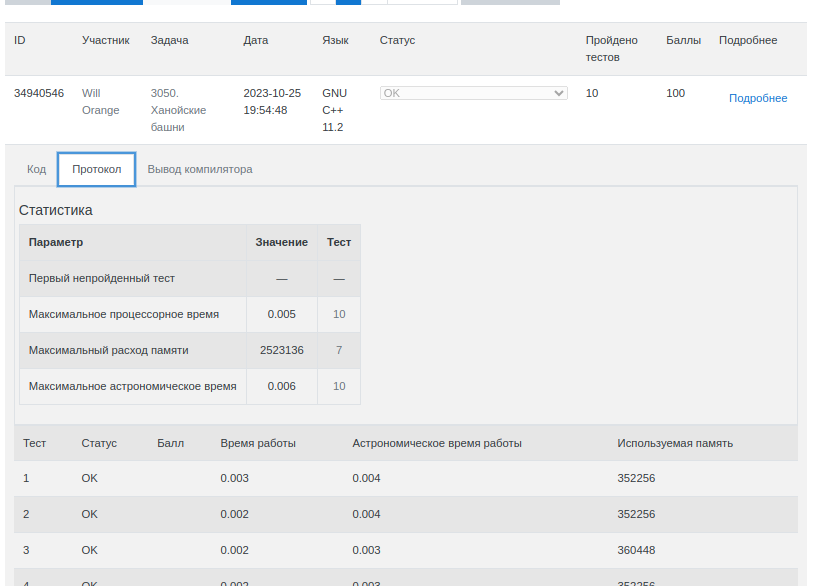 ID Участник Задача Дата Язык Статус Пройдено тестов Баллы Подробнее
34940546 Will Orange 3050. Ханойские башни 2023-10-25 19:54:48 GNU C++ 11.2 OK 10 100 Подробнее
Код Протокол Вывод компилятора
Статистика
Параметр Значение Тест
Первый непройденный тест — —
Максимальное процессорное время 0.005 10
Максимальный расход памяти 2523136 7
Максимальное астрономическое время 0.006 10
Тест Статус Балл Время работы Астрономическое время работы Используемая память
1 OK 0.003 0.004 352256
2 OK 0.002 0.004 352256
3 OK 0.002 0.003 360448
4 OK 0.002 0.003 352256